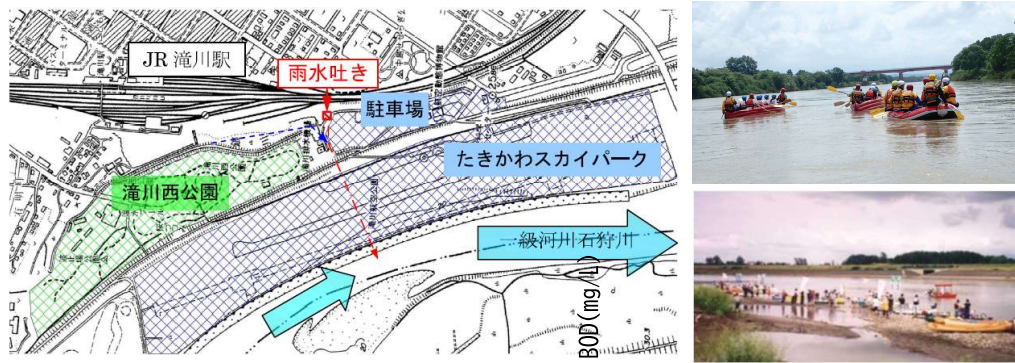 JR 滝川駅
雨水吐き
駐車場
たきかわスカイパーク
滝川西公園
一級河川石狩川
BOD(mg/L)